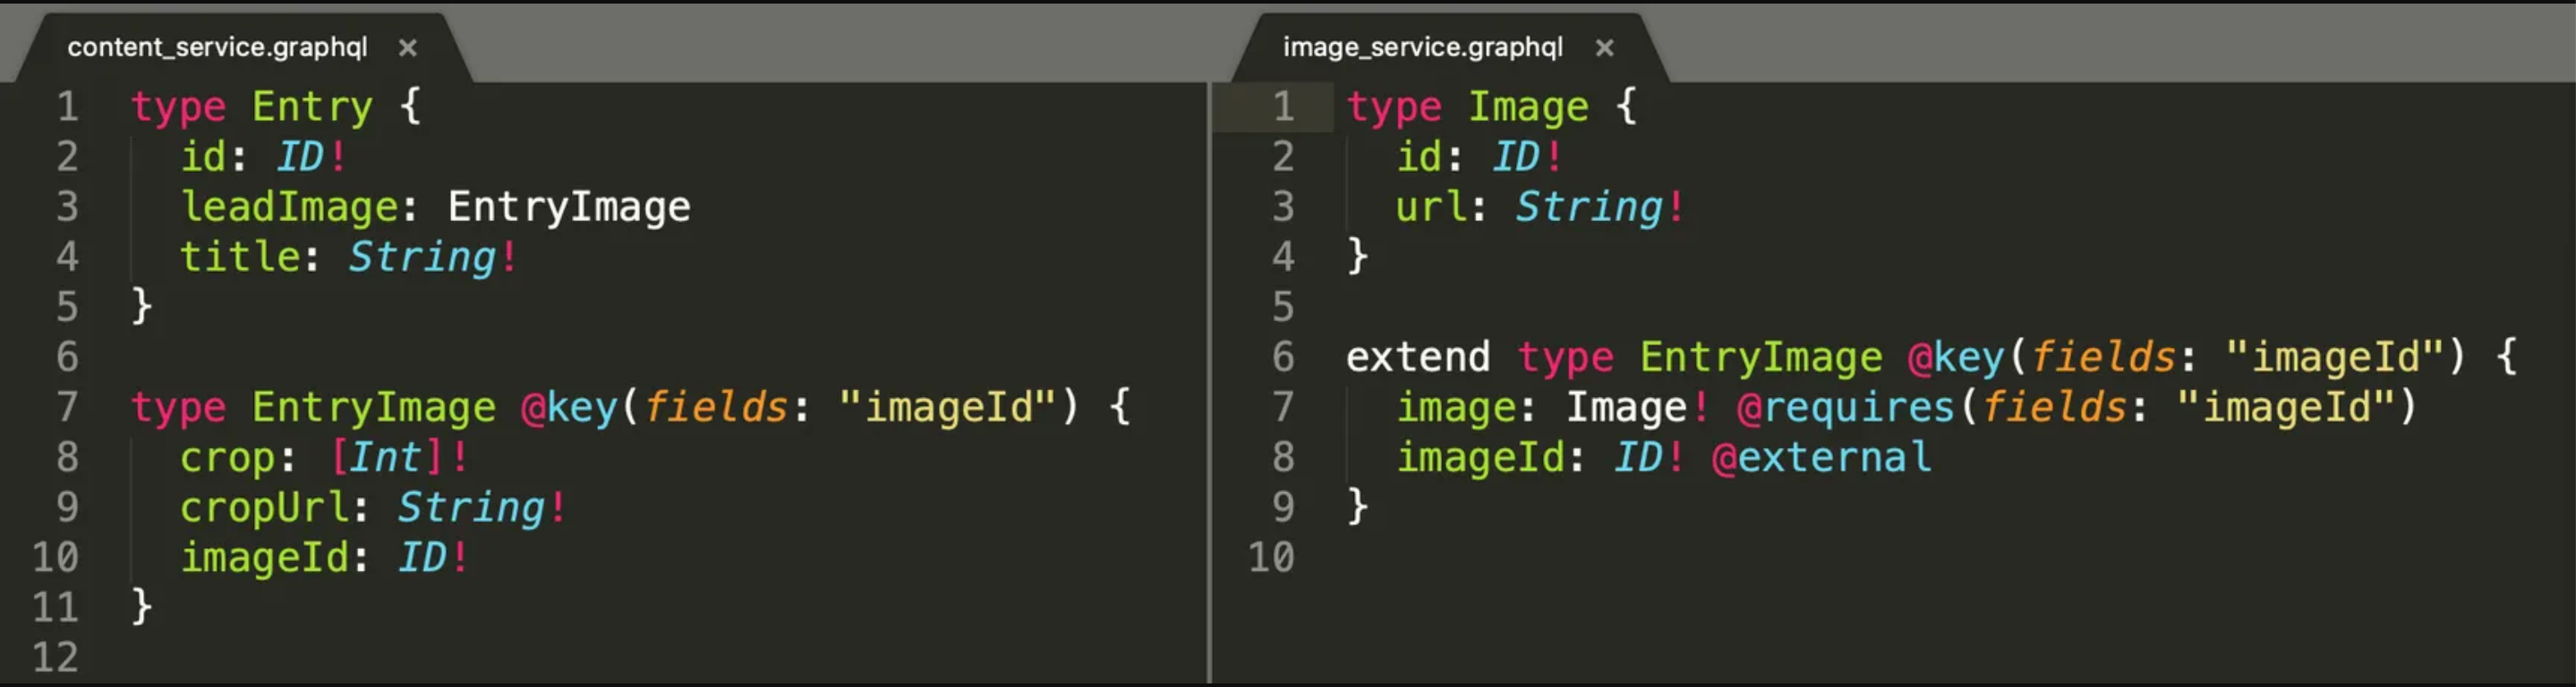 content_service.graphql ×
1 type Entry {
2   id: ID!
3   leadImage: EntryImage
4   title: String!
5 }
6
7 type EntryImage @key(fields: "imageId") {
8   crop: [Int]!
9   cropUrl: String!
10   imageId: ID!
11 }
12
image_service.graphql ×
1 type Image {
2   id: ID!
3   url: String!
4 }
5
6 extend type EntryImage @key(fields: "imageId") {
7   image: Image! @requires(fields: "imageId")
8   imageId: ID! @external
9 }
10